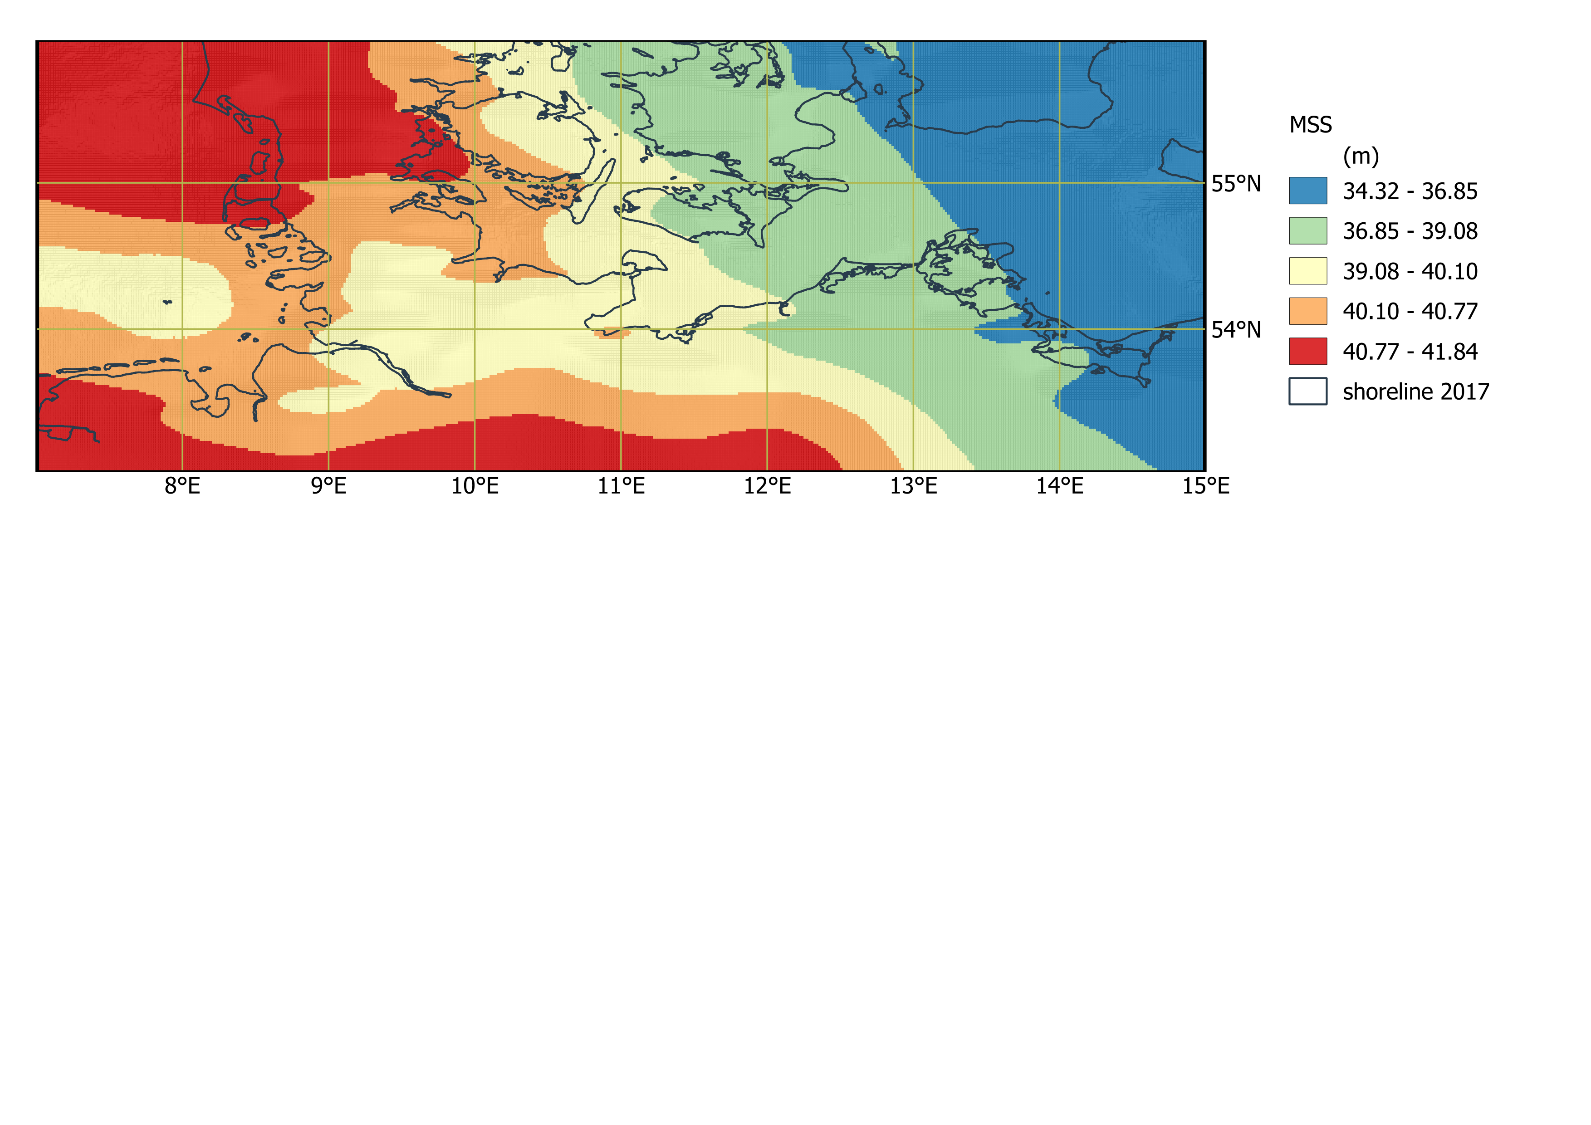 MSS
(m)
34.32 - 36.85
36.85 - 39.08
39.08 - 40.10
40.10 - 40.77
40.77 - 41.84
shoreline 2017
55°N
54°N
8°E 9°E 10°E 11°E 12°E 13°E 14°E 15°E